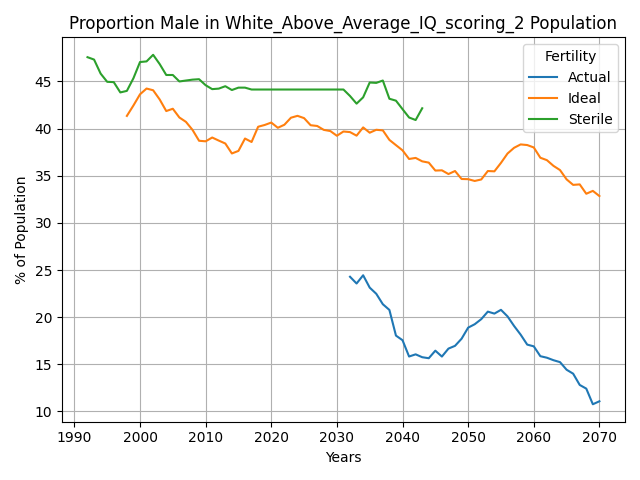 Proportion Male in White_Above_Average_IQ_scoring_2 Population
Fertility
Actual
Ideal
Sterile
% of Population
45
40
35
30
25
20
15
10
1990 2000 2010 2020 2030 2040 2050 2060 2070
Years